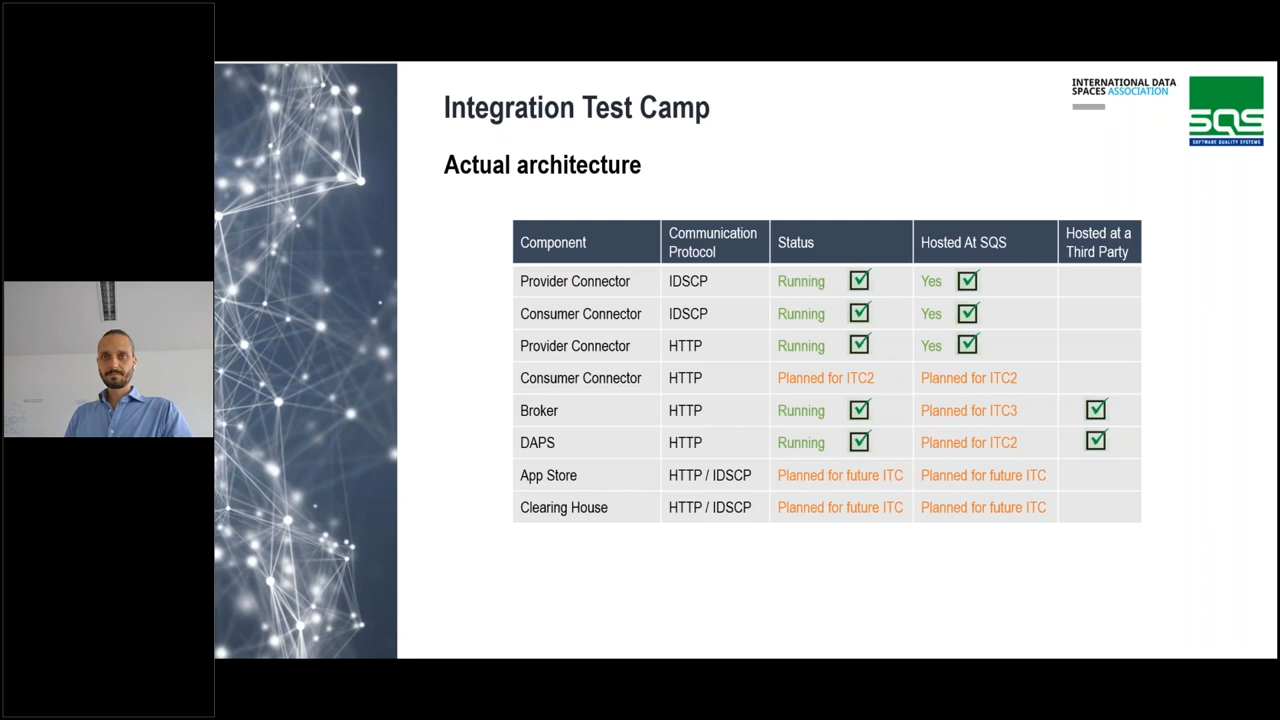 INTERNATIONAL DATA
SPACES ASSOCIATION
SQS
SOFTWARE QUALITY SYSTEMS
Integration Test Camp
Actual architecture
Component Communication Protocol Status Hosted At SQS Hosted at a Third Party
Provider Connector IDSCP Running Yes
Consumer Connector IDSCP Running Yes
Provider Connector HTTP Running Yes
Consumer Connector HTTP Planned for ITC2 Planned for ITC2
Broker HTTP Running Planned for ITC3
DAPS HTTP Running Planned for ITC2
App Store HTTP / IDSCP Planned for future ITC Planned for future ITC
Clearing House HTTP / IDSCP Planned for future ITC Planned for future ITC